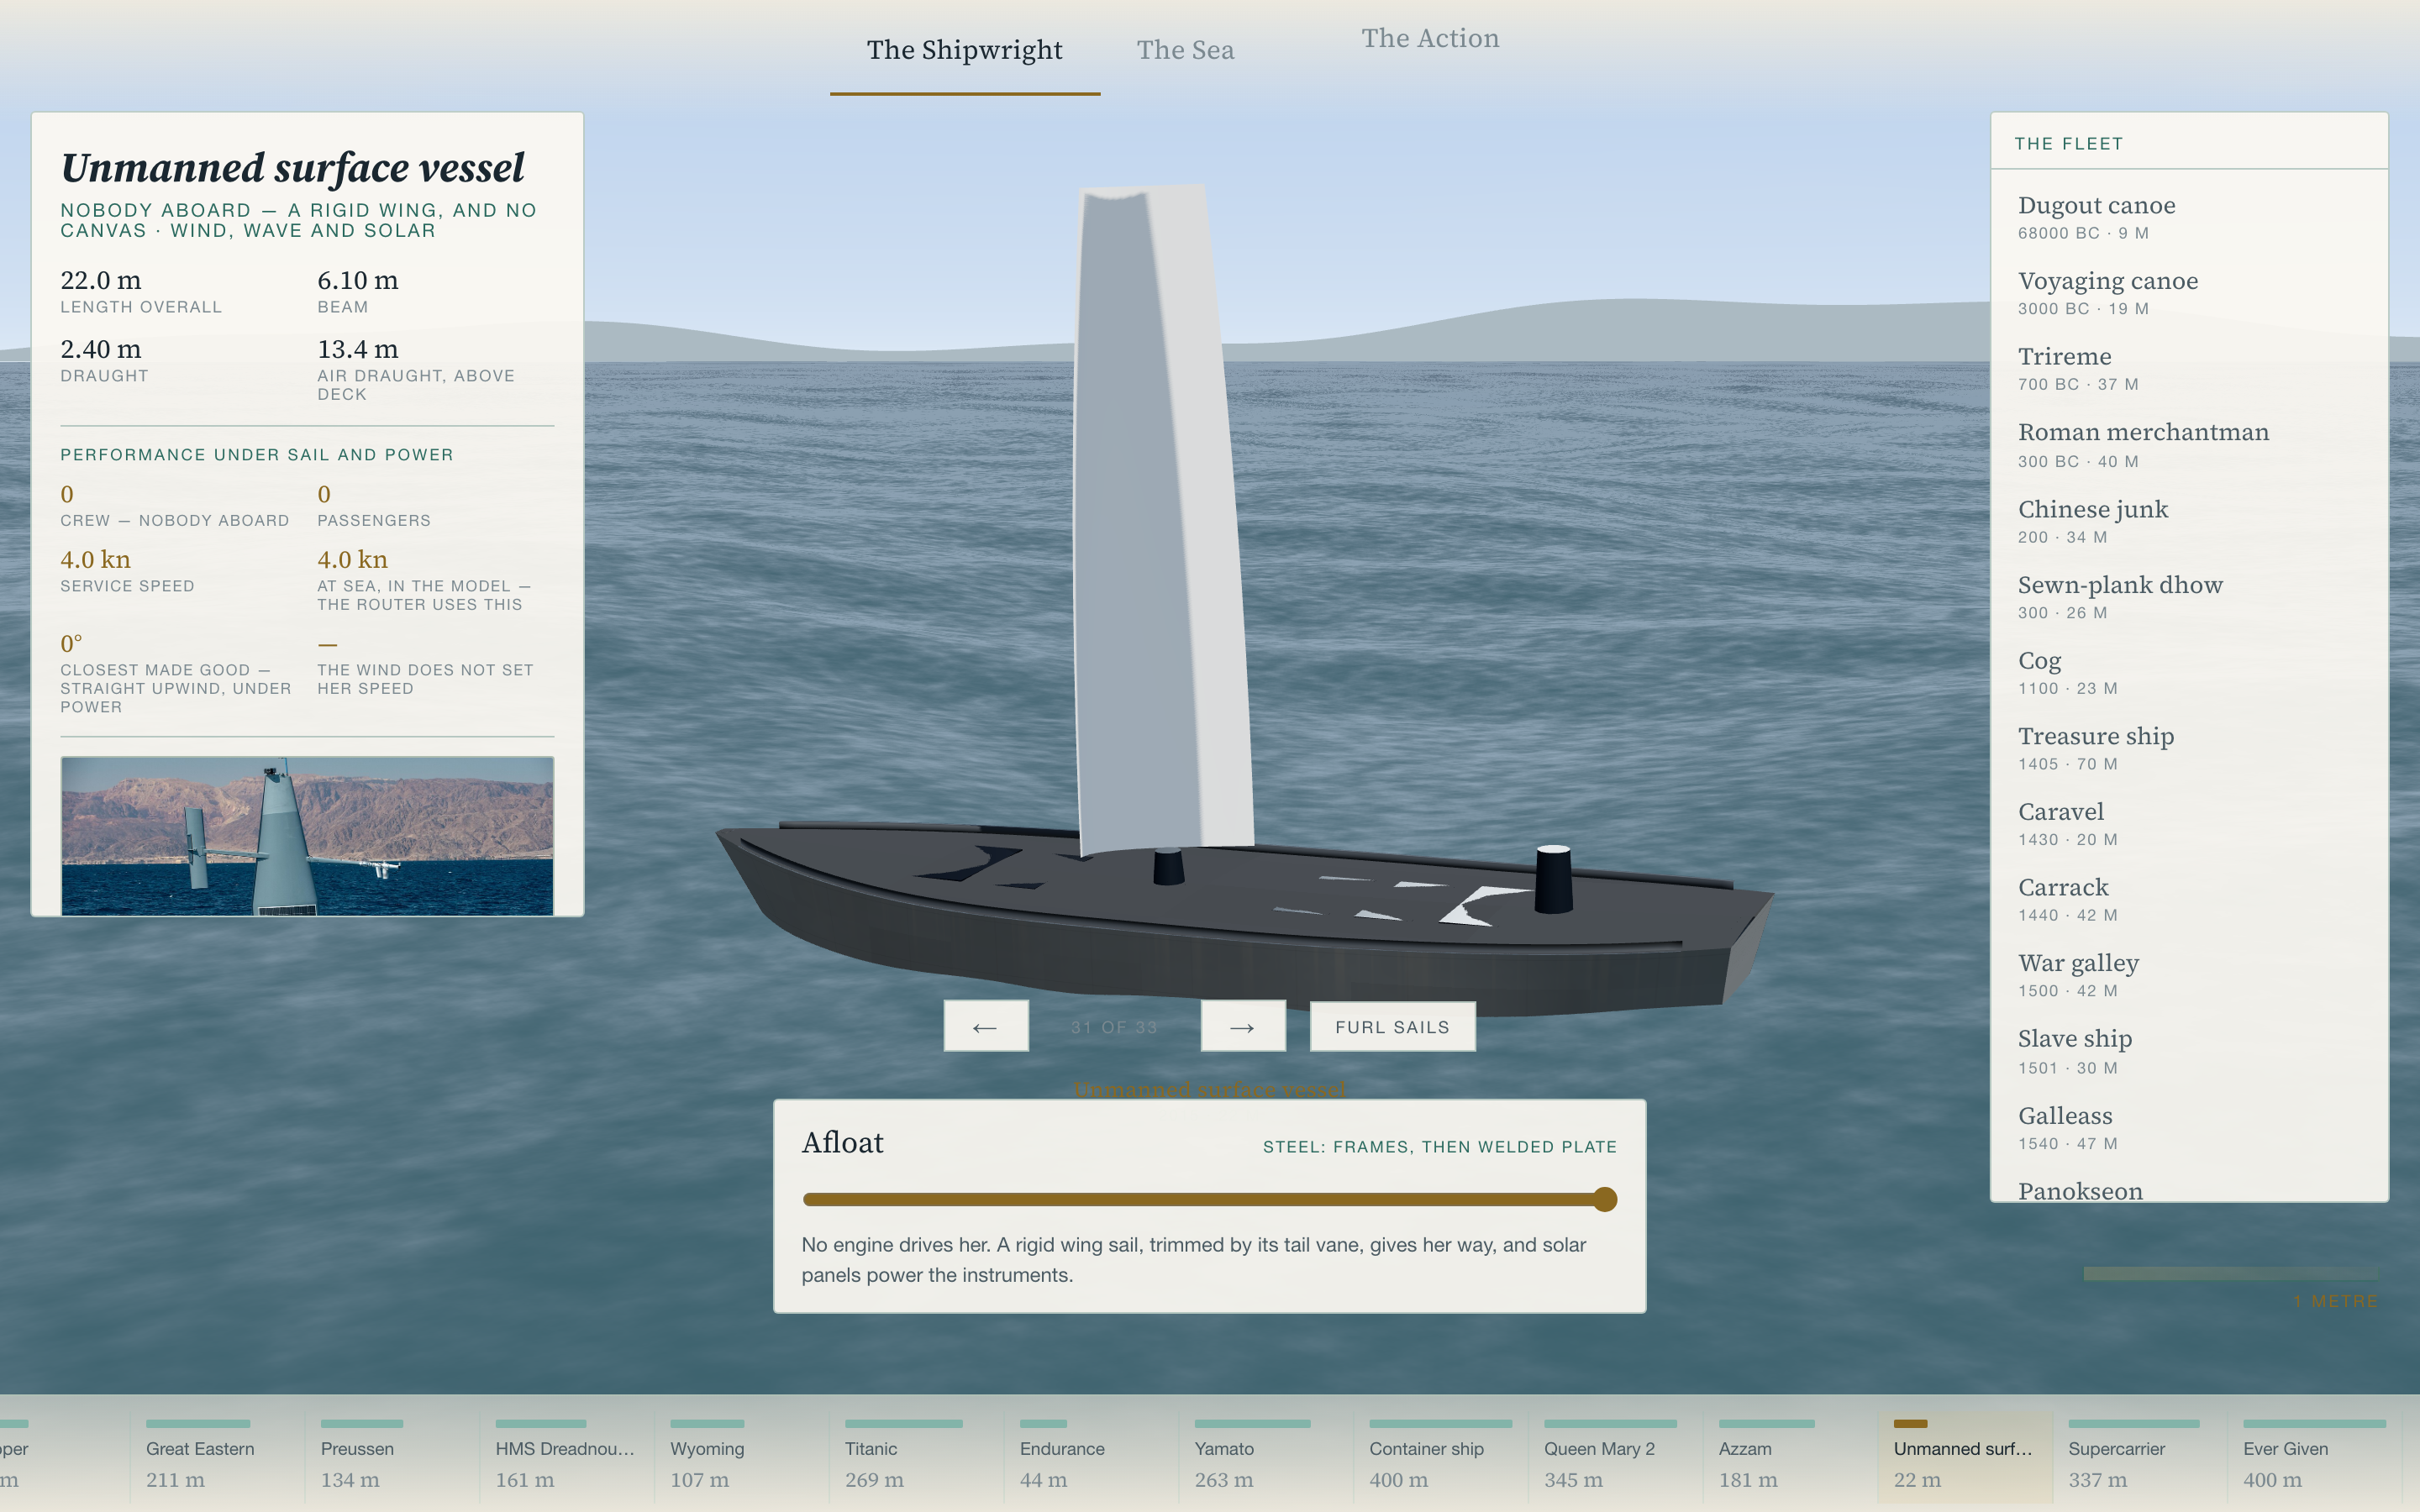 The Shipwright
The Sea
The Action
Unmanned surface vessel
NOBODY ABOARD — A RIGID WING, AND NO
CANVAS · WIND, WAVE AND SOLAR
22.0 m
LENGTH OVERALL
6.10 m
BEAM
2.40 m
DRAUGHT
13.4 m
AIR DRAUGHT, ABOVE
DECK
PERFORMANCE UNDER SAIL AND POWER
0
CREW — NOBODY ABOARD
0
PASSENGERS
4.0 kn
SERVICE SPEED
4.0 kn
AT SEA, IN THE MODEL —
THE ROUTER USES THIS
0°
CLOSEST MADE GOOD —
STRAIGHT UPWIND, UNDER
POWER
—
THE WIND DOES NOT SET
HER SPEED
THE FLEET
Dugout canoe
68000 BC · 9 M
Voyaging canoe
3000 BC · 19 M
Trireme
700 BC · 37 M
Roman merchantman
300 BC · 40 M
Chinese junk
200 · 34 M
Sewn-plank dhow
300 · 26 M
Cog
1100 · 23 M
Treasure ship
1405 · 70 M
Caravel
1430 · 20 M
Carrack
1440 · 42 M
War galley
1500 · 42 M
Slave ship
1501 · 30 M
Galleass
1540 · 47 M
Panokseon
←
31 OF 33
→
FURL SAILS
Unmanned surface vessel
Afloat
STEEL: FRAMES, THEN WELDED PLATE
No engine drives her. A rigid wing sail, trimmed by its tail vane, gives her way, and solar
panels power the instruments.
1 METRE
pper
m
Great Eastern
211 m
Preussen
134 m
HMS Dreadnou…
161 m
Wyoming
107 m
Titanic
269 m
Endurance
44 m
Yamato
263 m
Container ship
400 m
Queen Mary 2
345 m
Azzam
181 m
Unmanned surf…
22 m
Supercarrier
337 m
Ever Given
400 m